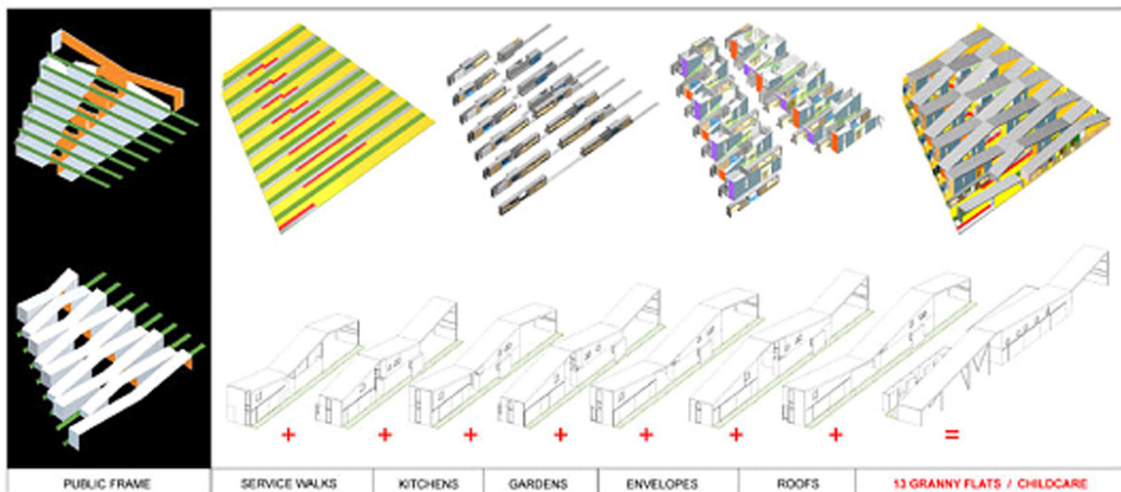 + + + + + + + =
PUBLIC FRAME SERVICE WALKS KITCHENS GARDENS ENVELOPES ROOFS 13 GRANNY FLATS / CHILDCARE